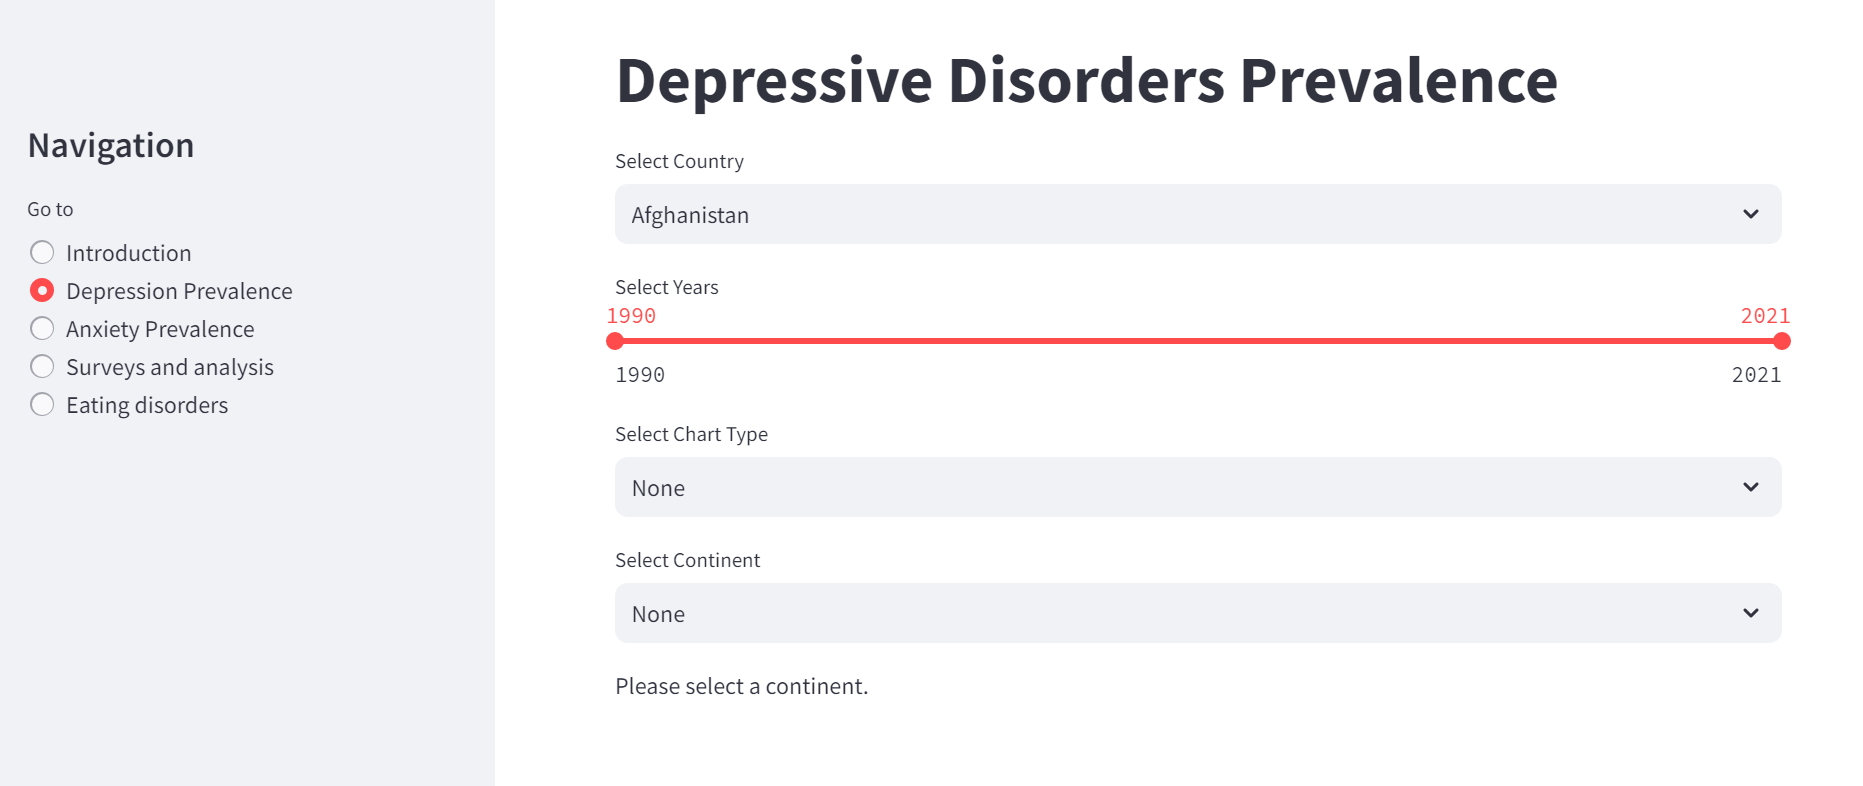 Navigation
Go to
Introduction
Depression Prevalence
Anxiety Prevalence
Surveys and analysis
Eating disorders
Depressive Disorders Prevalence
Select Country
Afghanistan
Select Years
1990 2021
1990 2021
Select Chart Type
None
Select Continent
None
Please select a continent.